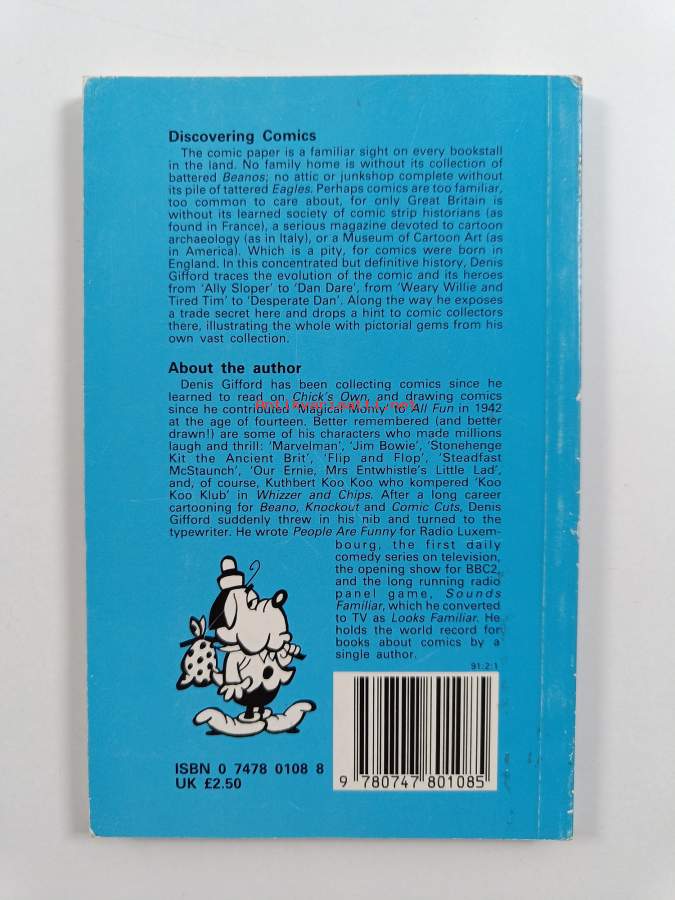 Discovering Comics
The comic paper is a familiar sight on every bookstall
in the land. No family home is without its collection of
battered Beanos; no attic or junkshop complete without
its pile of tattered Eagles. Perhaps comics are too familiar,
too common to care about, for only Great Britain is
without its learned society of comic strip historians (as
found in France), a serious magazine devoted to cartoon
archaeology (as in Italy), or a Museum of Cartoon Art (as
in America). Which is a pity, for comics were born in
England. In this concentrated but definitive history, Denis
Gifford traces the evolution of the comic and its heroes
from 'Ally Sloper' to 'Dan Dare', from 'Weary Willie and
Tired Tim' to 'Desperate Dan'. Along the way he exposes
a trade secret here and drops a hint to comic collectors
there, illustrating the whole with pictorial gems from his
own vast collection.
About the author
Denis Gifford has been collecting comics since he
learned to read on Chick's Own, and drawing comics
Antikvariaatti.net
since he contributed 'Magical Monty' to All Fun in 1942
at the age of fourteen. Better remembered (and better
drawn!) are some of his characters who made millions
laugh and thrill: 'Marvelman', 'Jim Bowie', 'Stonehenge
Kit the Ancient Brit', 'Flip and Flop', 'Steadfast
McStaunch', 'Our Ernie, Mrs Entwhistle's Little Lad',
and, of course, Kuthbert Koo Koo who kompered 'Koo
Koo Klub' in Whizzer and Chips. After a long career
cartooning for Beano, Knockout and Comic Cuts, Denis
Gifford suddenly threw in his nib and turned to the
typewriter. He wrote People Are Funny for Radio Luxem-
bourg, the first daily
comedy series on television,
the opening show for BBC2,
and the long running radio
panel game, Sounds
Familiar, which he converted
to TV as Looks Familiar. He
holds the world record for
books about comics by a
single author.
91:2:1
ISBN 0 7478 0108 8
UK £2.50
9 780747 801085